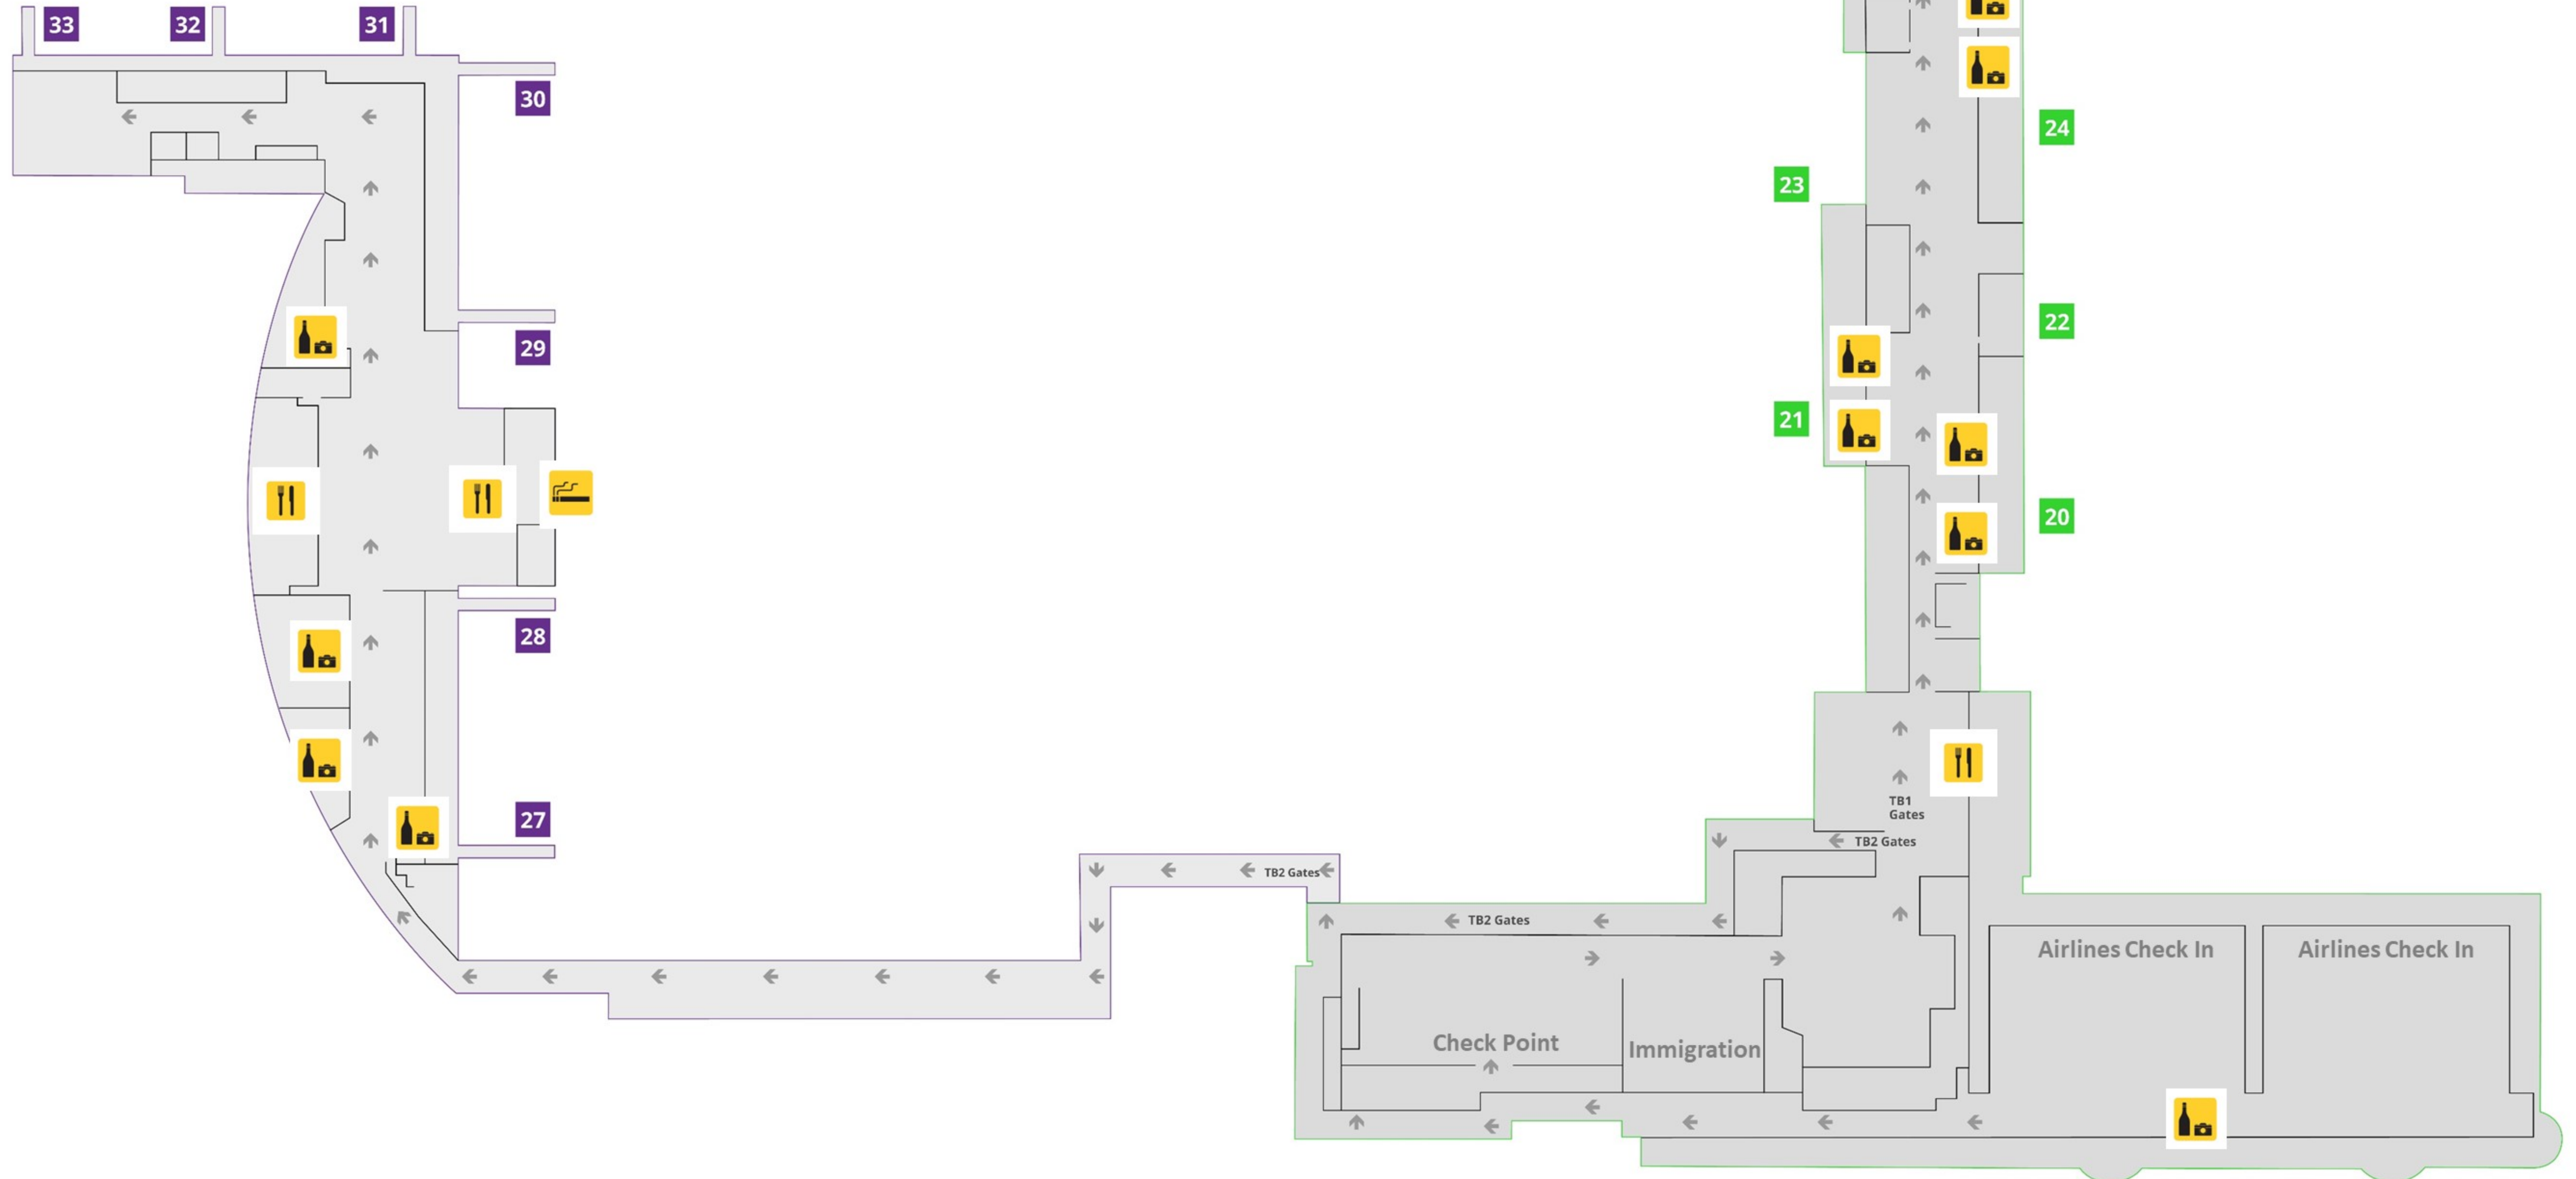 33
32
31
30
29
28
27
24
23
22
21
20
TB1
Gates
TB2 Gates
TB2 Gates
TB2 Gates
Airlines Check In
Airlines Check In
Check Point
Immigration